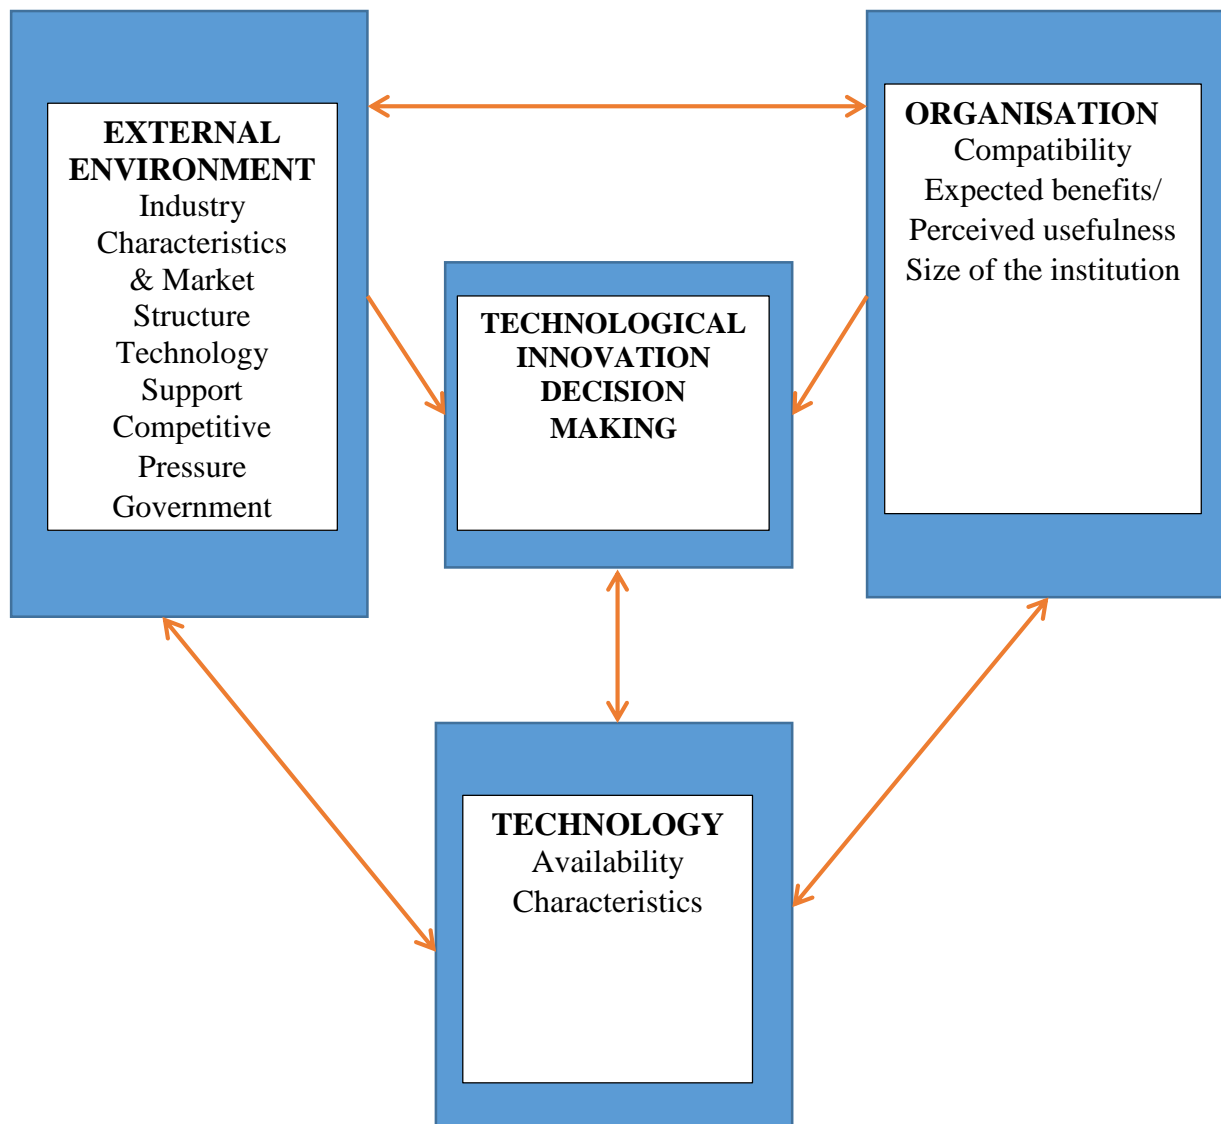 EXTERNAL
ENVIRONMENT
Industry
Characteristics
& Market
Structure
Technology
Support
Competitive
Pressure
Government
ORGANISATION
Compatibility
Expected benefits/
Perceived usefulness
Size of the institution
TECHNOLOGICAL
INNOVATION
DECISION
MAKING
TECHNOLOGY
Availability
Characteristics